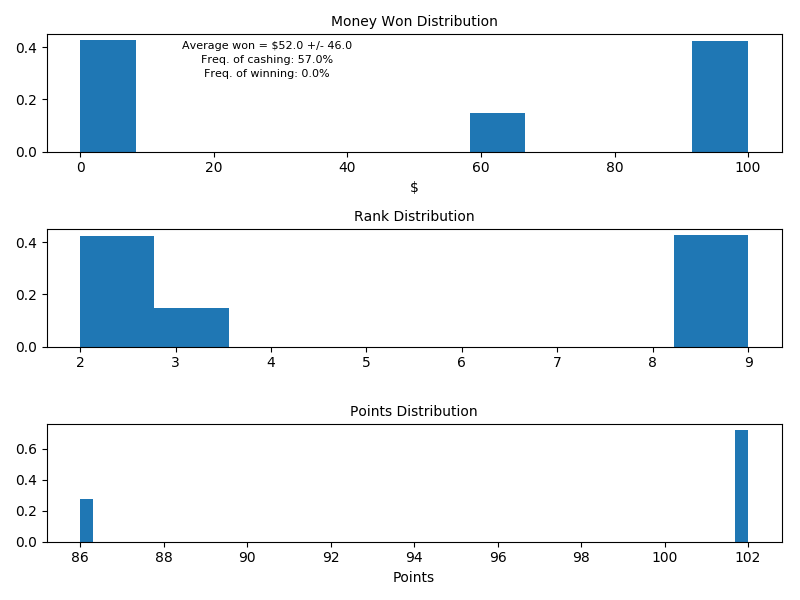 Money Won Distribution
0.4
0.2
0.0
Average won = $52.0 +/- 46.0
Freq. of cashing: 57.0%
Freq. of winning: 0.0%
0 20 40 60 80 100
$
Rank Distribution
0.4
0.2
0.0
2 3 4 5 6 7 8 9
Points Distribution
0.6
0.4
0.2
0.0
86 88 90 92 94 96 98 100 102
Points